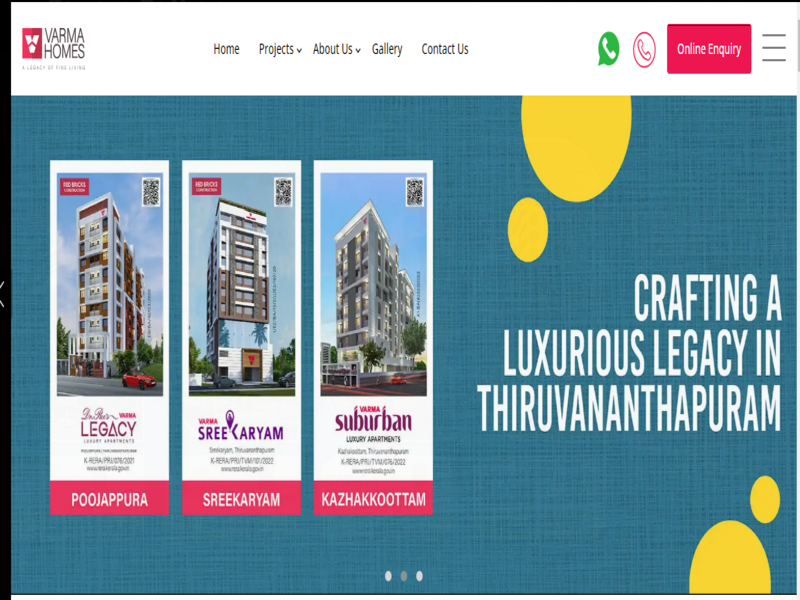 VARMA
HOMES
A LEGACY OF FINE LIVING
Home
Projects
About Us
Gallery
Contact Us
Online Enquiry
RED BRICKS
CONSTRUCTION
RED BRICKS
CONSTRUCTION
CRAFTING A
LUXURIOUS LEGACY IN
THIRUVANANTHAPURAM
VARMA
LEGACY
LUXURY APARTMENTS
K-RERA/PRJ/076/2021
www.rera.kerala.gov.in
POOJAPPURA
VARMA
SREEKARYAM
Sreekaryam, Thiruvananthapuram
K-RERA/PRJ/TVM/101/2022
www.rera.kerala.gov.in
SREEKARYAM
VARMA
suburban
LUXURY APARTMENTS
Kazhakoottam, Thiruvananthapuram
K-RERA/PRJ/TVM/076/2022
www.rera.kerala.gov.in
KAZHAKKOOTTAM